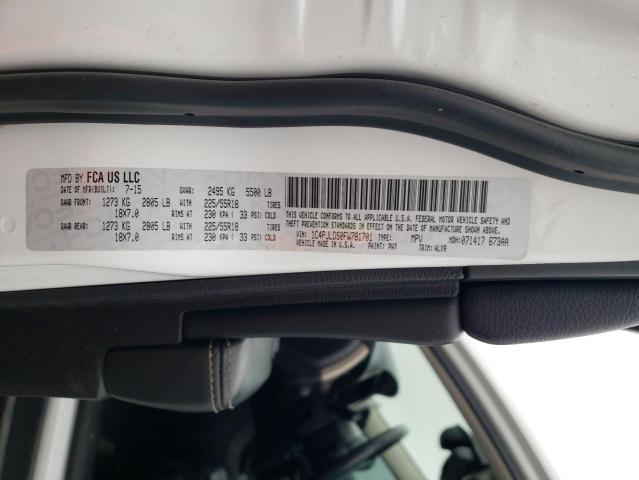 MFD BY FCA US LLC
DATE OF MFR(BUILT): 7-15 GVWR: 2495 KG 5500 LB
GAWR FRONT: 1273 KG 2805 LB WITH 225/55R18 TIRES
18X7.0 RIMS AT 230 KPA ( 33 PSI) COLD
GAWR REAR: 1273 KG 2805 LB WITH 225/55R18 TIRES
18X7.0 RIMS AT 230 KPA ( 33 PSI) COLD
THIS VEHICLE CONFORMS TO ALL APPLICABLE U.S.A. FEDERAL MOTOR VEHICLE SAFETY AND
THEFT PREVENTION STANDARDS IN EFFECT ON THE DATE OF MANUFACTURE SHOWN ABOVE.
VIN: 1C4PJLDS0FW781701 TYPE: MPV MDH: 071417 673AA
VEHICLE MADE IN U.S.A. PAINT: PW7 TRIM: ALX9